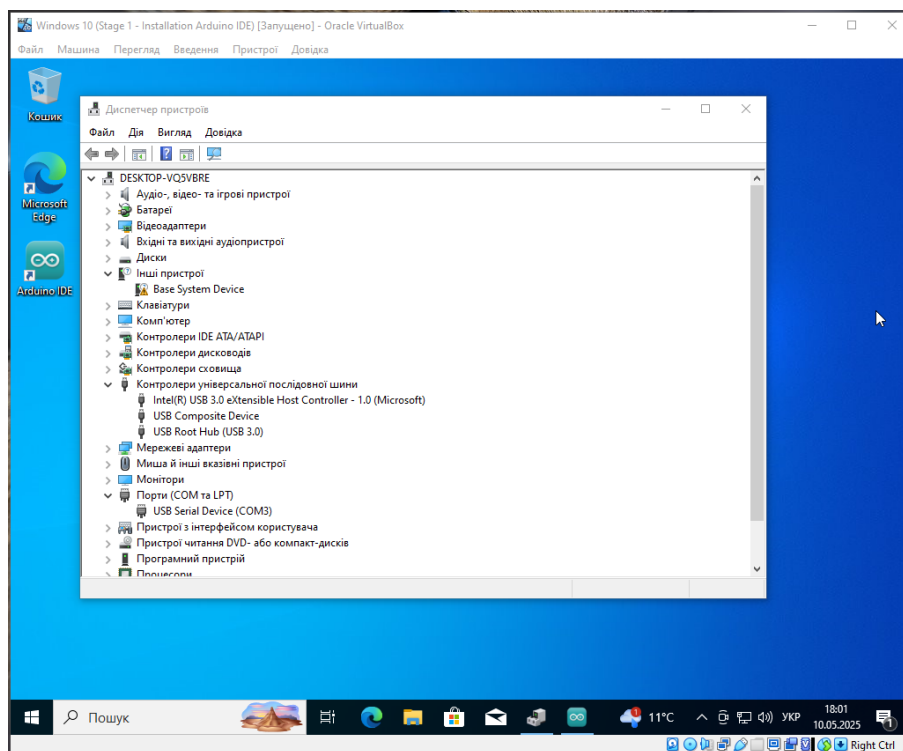 Windows 10 (Stage 1 - Installation Arduino IDE) [Запущено] - Oracle VirtualBox
Файл Машина Перегляд Введення Пристрої Довідка
Кошик
Microsoft
Edge
Arduino IDE
Диспетчер пристроїв
Файл Дія Вигляд Довідка
DESKTOP-VQ5VBRE
Аудіо-, відео- та ігрові пристрої
Батареї
Відеоадаптери
Вхідні та вихідні аудіопристрої
Диски
Інші пристрої
Base System Device
Клавіатури
Комп'ютер
Контролери IDE ATA/ATAPI
Контролери дисководів
Контролери сховища
Контролери універсальної послідовної шини
Intel(R) USB 3.0 eXtensible Host Controller - 1.0 (Microsoft)
USB Composite Device
USB Root Hub (USB 3.0)
Мережеві адаптери
Миша й інші вказівні пристрої
Монітори
Порти (COM та LPT)
USB Serial Device (COM3)
Пристрої з інтерфейсом користувача
Пристрої читання DVD- або компакт-дисків
Програмний пристрій
Процесори
Пошук
1
11°C
УКР
18:01
10.05.2025
1
Right Ctrl